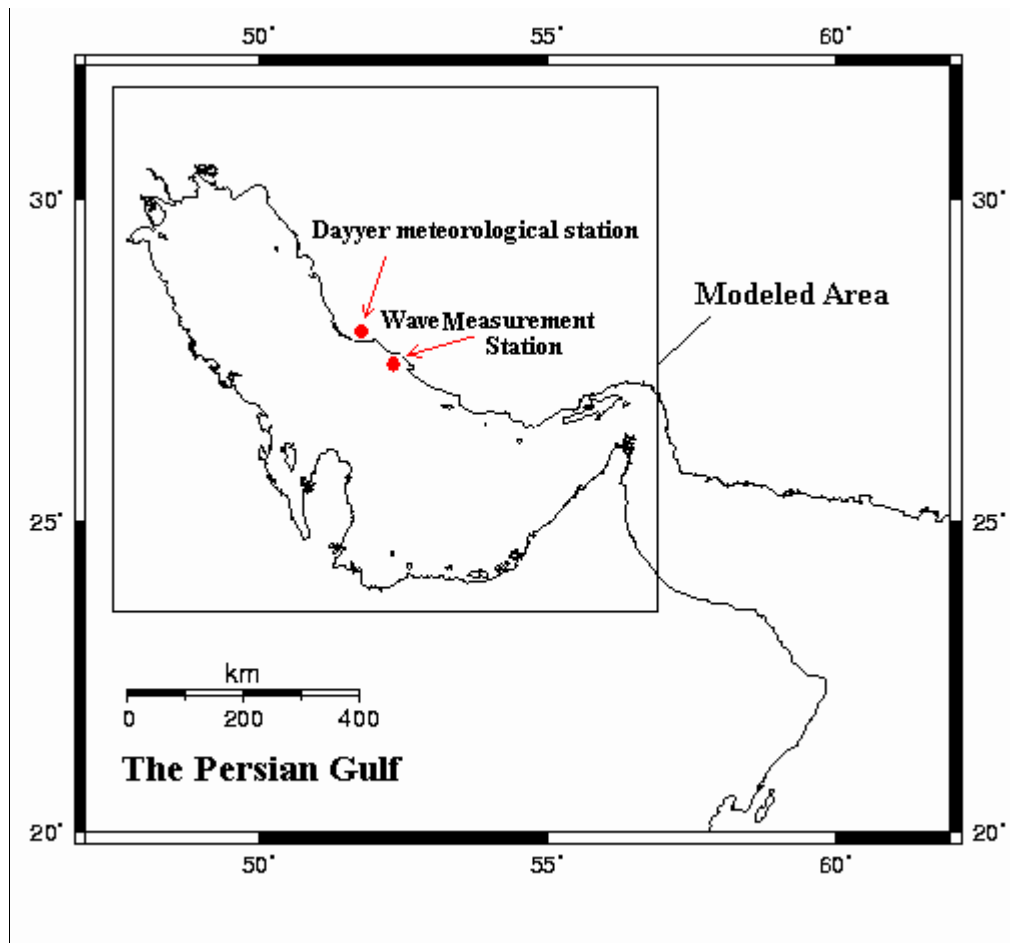 50° 55° 60°
30° 30°
Dayyer meteorological station
Modeled Area
Wave Measurement
Station
25° 25°
km
0 200 400
The Persian Gulf
20° 20°
50° 55° 60°